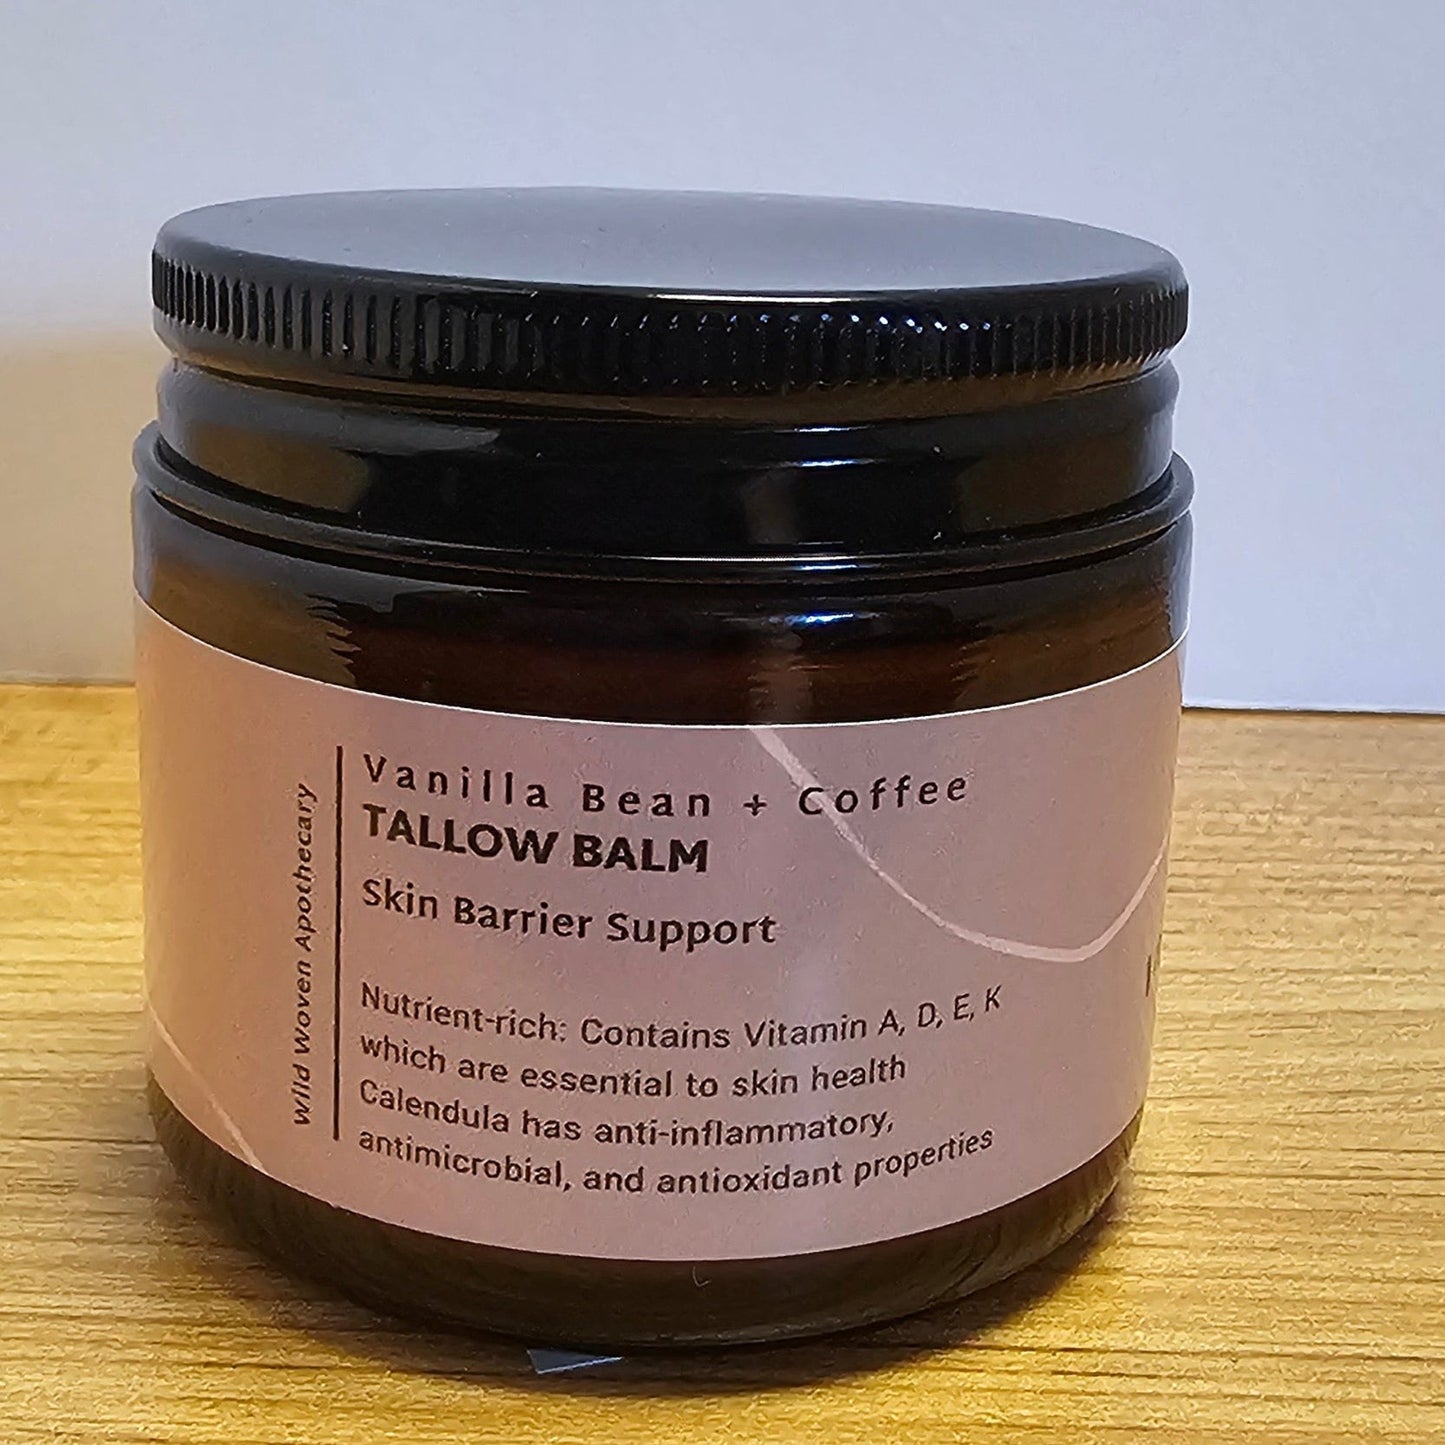 Wild Woven Apothecary
Vanilla Bean + Coffee
TALLOW BALM
Skin Barrier Support
Nutrient-rich: Contains Vitamin A, D, E, K
which are essential to skin health
Calendula has anti-inflammatory,
antimicrobial, and antioxidant properties